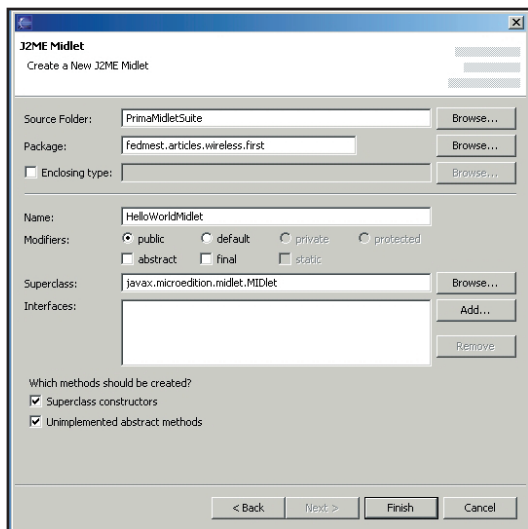 J2ME Midlet
Create a New J2ME Midlet
Source Folder: PrimaMidletSuite Browse...
Package: fedmest.articles.wireless.first Browse...
Enclosing type: Browse...
Name: HelloWorldMidlet
Modifiers: public default private protected
abstract final static
Superclass: javax.microedition.midlet.MIDlet Browse...
Interfaces: Add...
Remove
Which methods should be created?
Superclass constructors
Unimplemented abstract methods
< Back Next > Finish Cancel